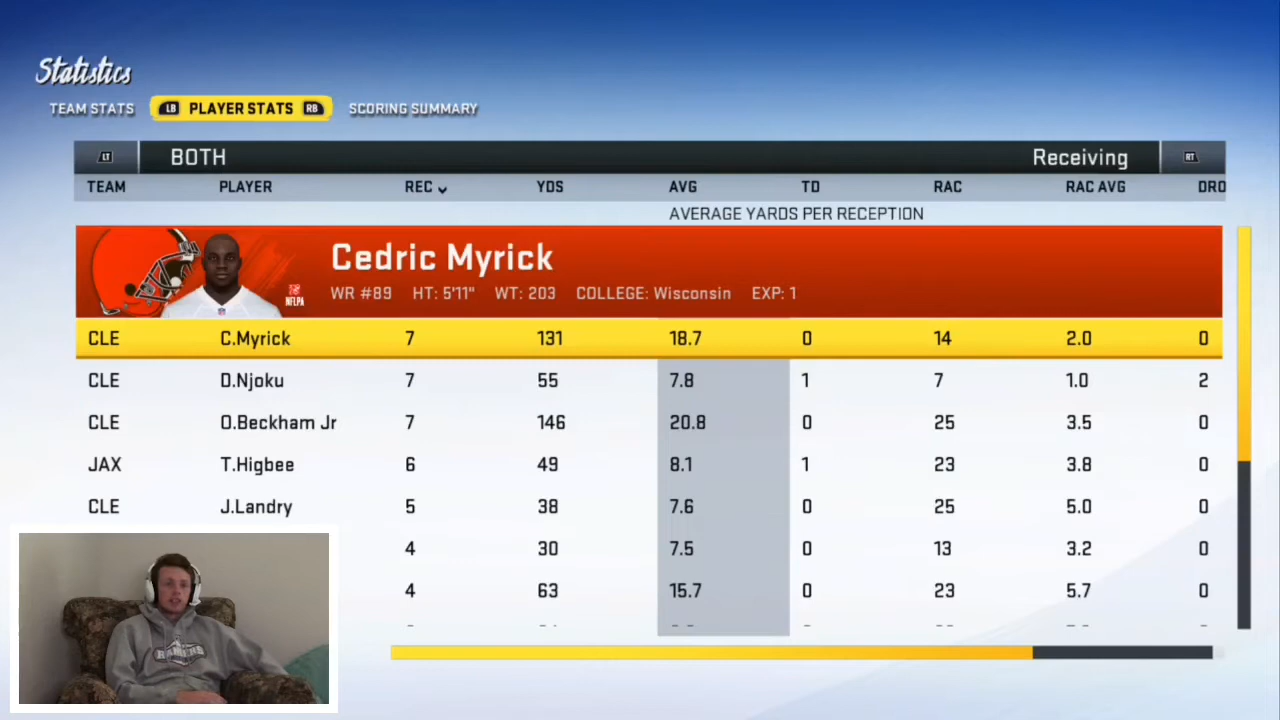 Statistics
TEAM STATS LB PLAYER STATS RB SCORING SUMMARY
LT BOTH Receiving RT
TEAM PLAYER REC YDS AVG TD RAC RAC AVG DRO
AVERAGE YARDS PER RECEPTION
Cedric Myrick
NFLPA WR #89 HT: 5'11" WT: 203 COLLEGE: Wisconsin EXP: 1
CLE C.Myrick 7 131 18.7 0 14 2.0 0
CLE D.Njoku 7 55 7.8 1 7 1.0 2
CLE O.Beckham Jr 7 146 20.8 0 25 3.5 0
JAX T.Higbee 6 49 8.1 1 23 3.8 0
CLE J.Landry 5 38 7.6 0 25 5.0 0
4 30 7.5 0 13 3.2 0
4 63 15.7 0 23 5.7 0
RAIDERS